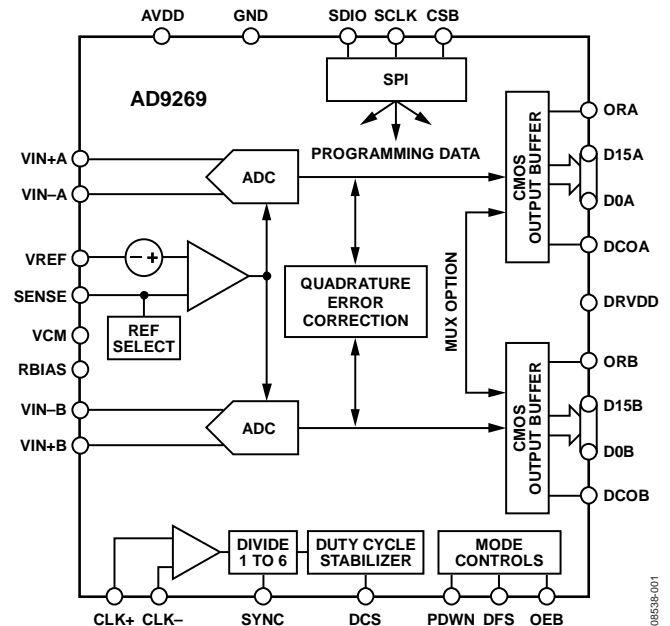 AVDD GND SDIO SCLK CSB
SPI
AD9269
PROGRAMMING DATA
VIN+A
VIN–A
ADC
CMOS
OUTPUT BUFFER
ORA
D15A
D0A
DCOA
VREF
SENSE
– +
REF
SELECT
QUADRATURE
ERROR
CORRECTION
MUX OPTION
DRVDD
VCM
RBIAS
VIN–B
VIN+B
ADC
CMOS
OUTPUT BUFFER
ORB
D15B
D0B
DCOB
DIVIDE
1 TO 6
DUTY CYCLE
STABILIZER
MODE
CONTROLS
CLK+ CLK– SYNC DCS PDWN DFS OEB
08538-001